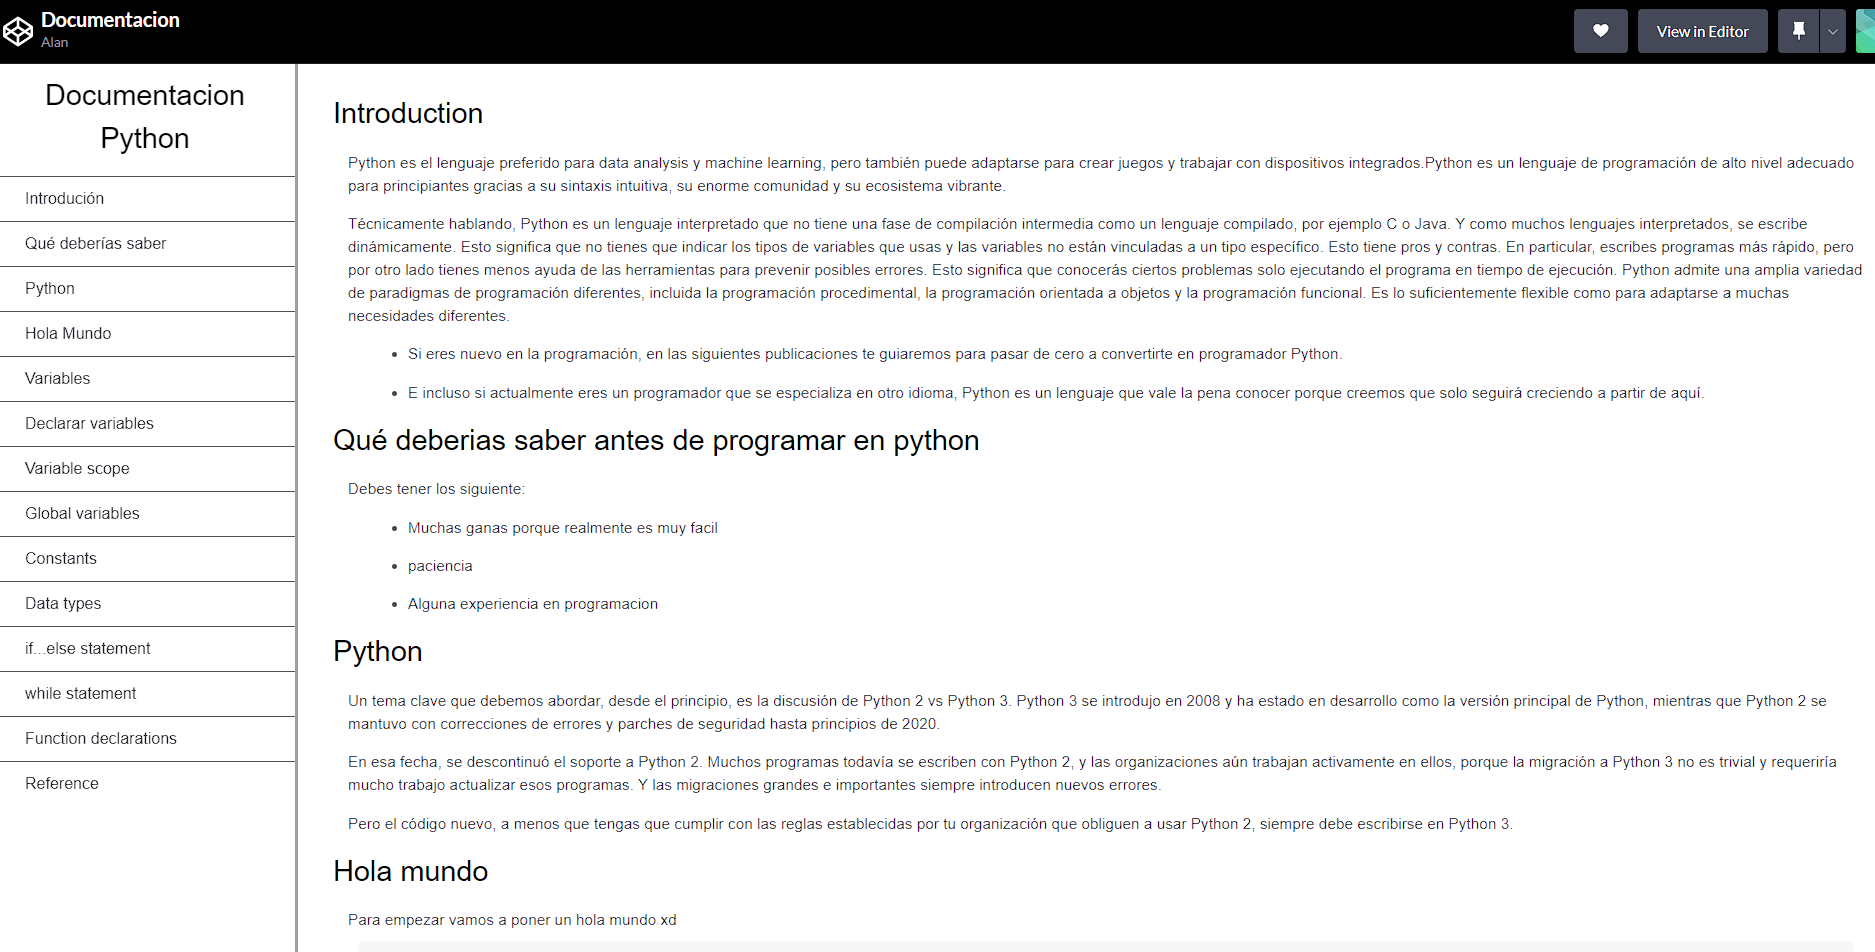 Documentacion
Alan
View in Editor
Documentacion
Python
Introdución
Qué deberías saber
Python
Hola Mundo
Variables
Declarar variables
Variable scope
Global variables
Constants
Data types
if...else statement
while statement
Function declarations
Reference
Introduction
Python es el lenguaje preferido para data analysis y machine learning, pero también puede adaptarse para crear juegos y trabajar con dispositivos integrados.Python es un lenguaje de programación de alto nivel adecuado
para principiantes gracias a su sintaxis intuitiva, su enorme comunidad y su ecosistema vibrante.
Técnicamente hablando, Python es un lenguaje interpretado que no tiene una fase de compilación intermedia como un lenguaje compilado, por ejemplo C o Java. Y como muchos lenguajes interpretados, se escribe
dinámicamente. Esto significa que no tienes que indicar los tipos de variables que usas y las variables no están vinculadas a un tipo específico. Esto tiene pros y contras. En particular, escribes programas más rápido, pero
por otro lado tienes menos ayuda de las herramientas para prevenir posibles errores. Esto significa que conocerás ciertos problemas solo ejecutando el programa en tiempo de ejecución. Python admite una amplia variedad
de paradigmas de programación diferentes, incluida la programación procedimental, la programación orientada a objetos y la programación funcional. Es lo suficientemente flexible como para adaptarse a muchas
necesidades diferentes.
• Si eres nuevo en la programación, en las siguientes publicaciones te guiaremos para pasar de cero a convertirte en programador Python.
• E incluso si actualmente eres un programador que se especializa en otro idioma, Python es un lenguaje que vale la pena conocer porque creemos que solo seguirá creciendo a partir de aquí.
Qué deberias saber antes de programar en python
Debes tener los siguiente:
• Muchas ganas porque realmente es muy facil
• paciencia
• Alguna experiencia en programacion
Python
Un tema clave que debemos abordar, desde el principio, es la discusión de Python 2 vs Python 3. Python 3 se introdujo en 2008 y ha estado en desarrollo como la versión principal de Python, mientras que Python 2 se
mantuvo con correcciones de errores y parches de seguridad hasta principios de 2020.
En esa fecha, se descontinuó el soporte a Python 2. Muchos programas todavía se escriben con Python 2, y las organizaciones aún trabajan activamente en ellos, porque la migración a Python 3 no es trivial y requeriría
mucho trabajo actualizar esos programas. Y las migraciones grandes e importantes siempre introducen nuevos errores.
Pero el código nuevo, a menos que tengas que cumplir con las reglas establecidas por tu organización que obliguen a usar Python 2, siempre debe escribirse en Python 3.
Hola mundo
Para empezar vamos a poner un hola mundo xd